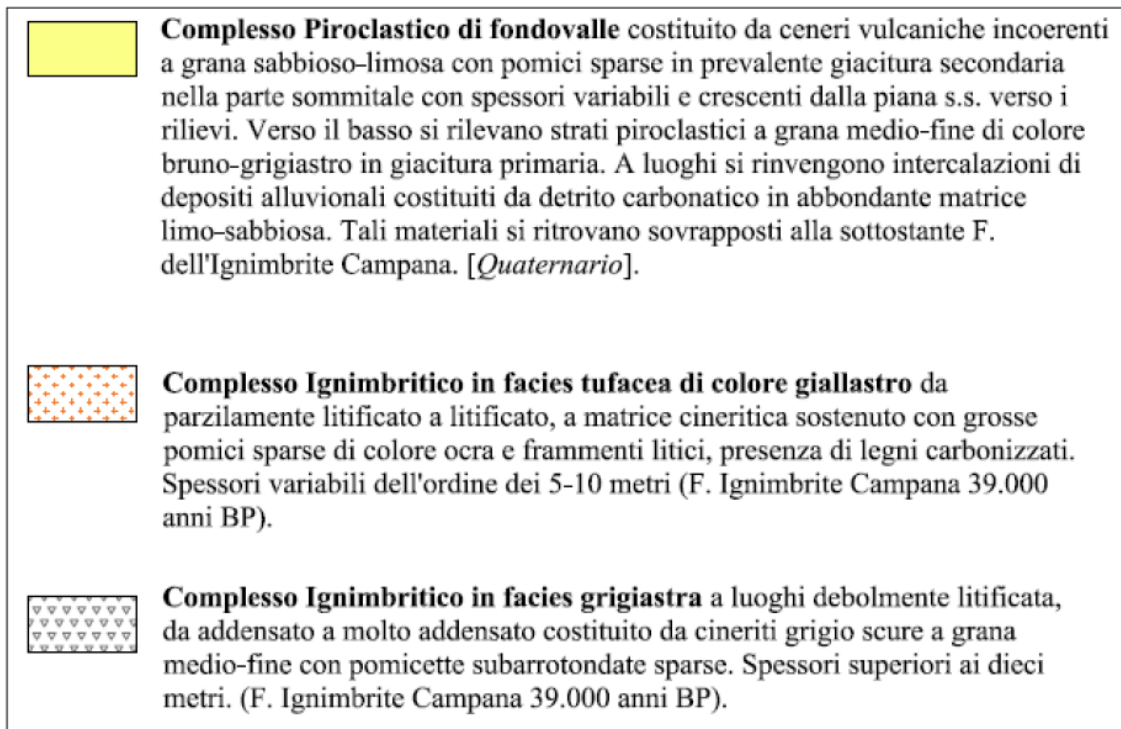 Complesso Piroclastico di fondovalle costituito da ceneri vulcaniche incoerenti
a grana sabbioso-limosa con pomici sparse in prevalente giacitura secondaria
nella parte sommitale con spessori variabili e crescenti dalla piana s.s. verso i
rilievi. Verso il basso si rilevano strati piroclastici a grana medio-fine di colore
bruno-grigiastro in giacitura primaria. A luoghi si rinvengono intercalazioni di
depositi alluvionali costituiti da detrito carbonatico in abbondante matrice
limo-sabbiosa. Tali materiali si ritrovano sovrapposti alla sottostante F.
dell'Ignimbrite Campana. [Quaternario].
Complesso Ignimbritico in facies tufacea di colore giallastro da
parzilamente litificato a litificato, a matrice cineritica sostenuto con grosse
pomici sparse di colore ocra e frammenti litici, presenza di legni carbonizzati.
Spessori variabili dell'ordine dei 5-10 metri (F. Ignimbrite Campana 39.000
anni BP).
Complesso Ignimbritico in facies grigiastra a luoghi debolmente litificata,
da addensato a molto addensato costituito da cineriti grigio scure a grana
medio-fine con pomicette subarrotondate sparse. Spessori superiori ai dieci
metri. (F. Ignimbrite Campana 39.000 anni BP).